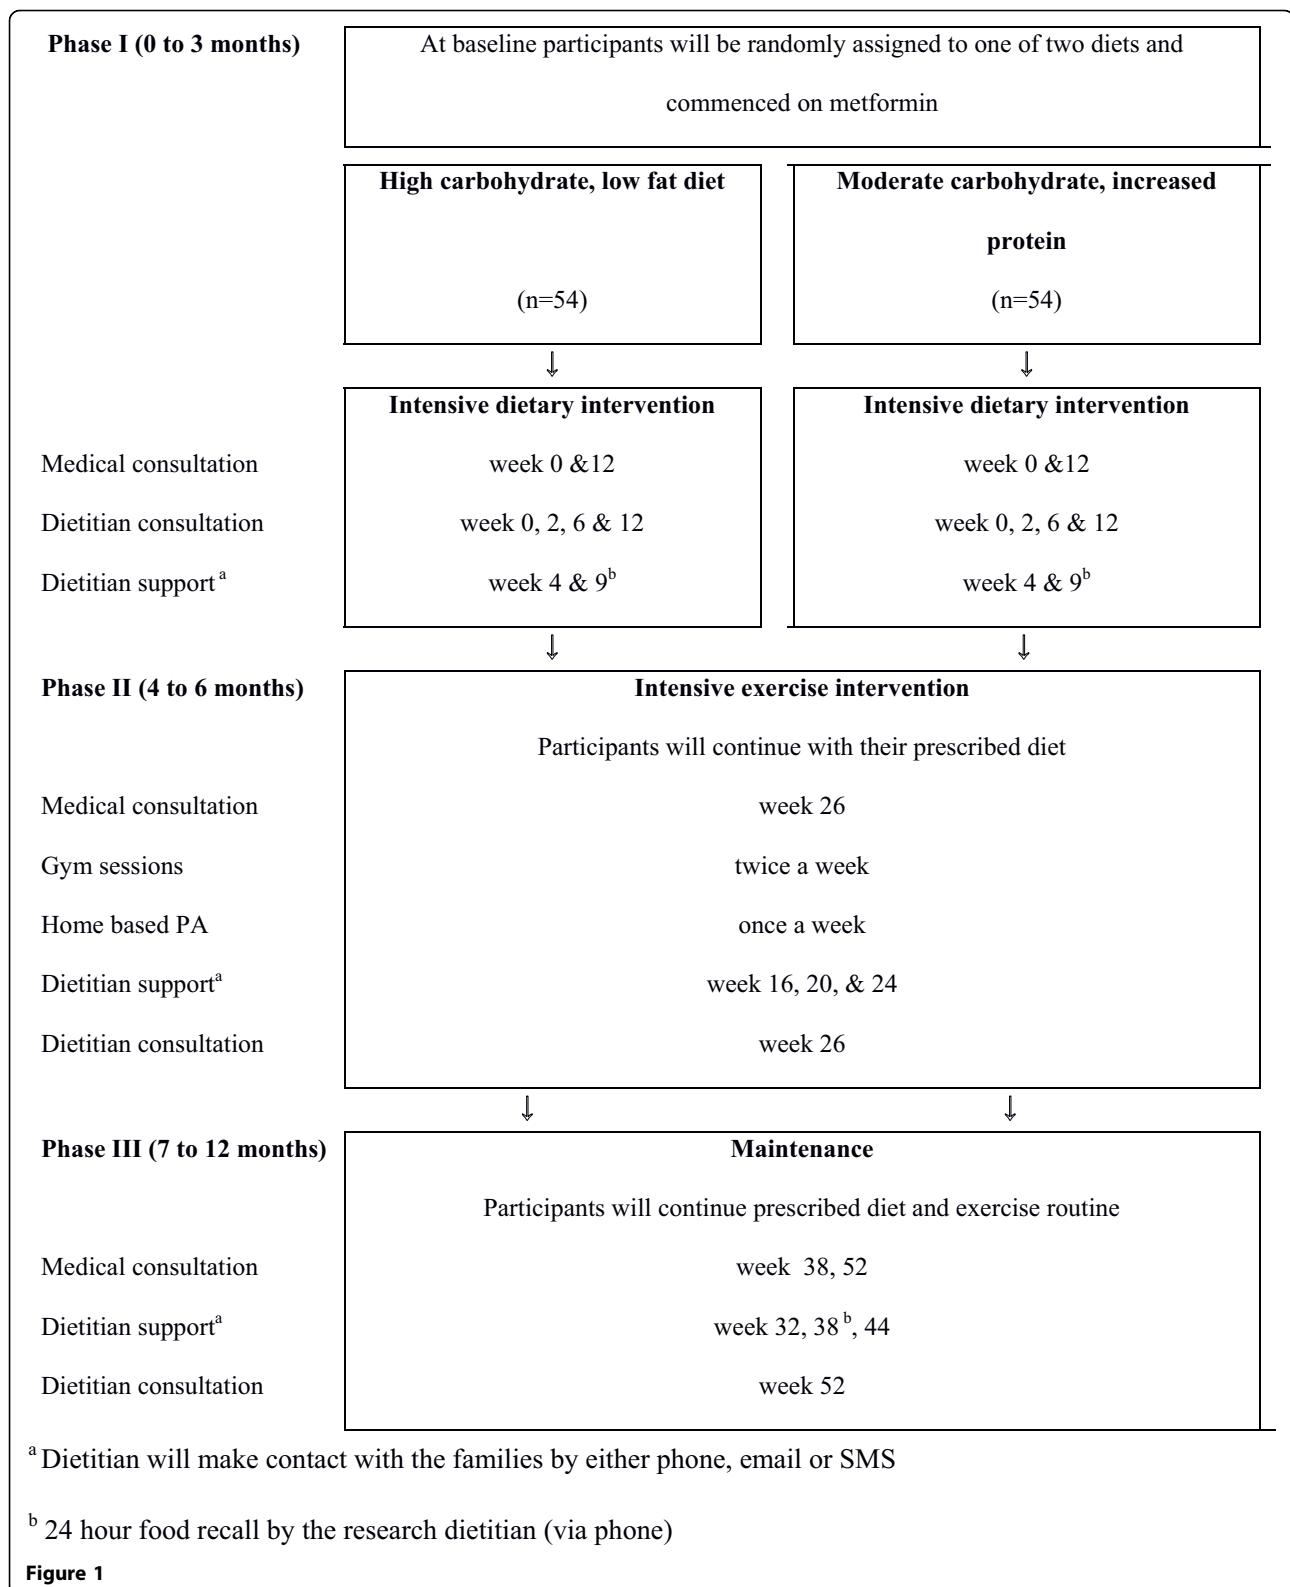 Phase I (0 to 3 months)
At baseline participants will be randomly assigned to one of two diets and
commenced on metformin
High carbohydrate, low fat diet
(n=54)
Moderate carbohydrate, increased
protein
(n=54)
Intensive dietary intervention
Intensive dietary intervention
Medical consultation week 0 &12 week 0 &12
Dietitian consultation week 0, 2, 6 & 12 week 0, 2, 6 & 12
Dietitian support a week 4 & 9b week 4 & 9b
Phase II (4 to 6 months) Intensive exercise intervention
Participants will continue with their prescribed diet
Medical consultation week 26
Gym sessions twice a week
Home based PA once a week
Dietitian supporta week 16, 20, & 24
Dietitian consultation week 26
Phase III (7 to 12 months) Maintenance
Participants will continue prescribed diet and exercise routine
Medical consultation week 38, 52
Dietitian supporta week 32, 38 b, 44
Dietitian consultation week 52
a Dietitian will make contact with the families by either phone, email or SMS
b 24 hour food recall by the research dietitian (via phone)
Figure 1